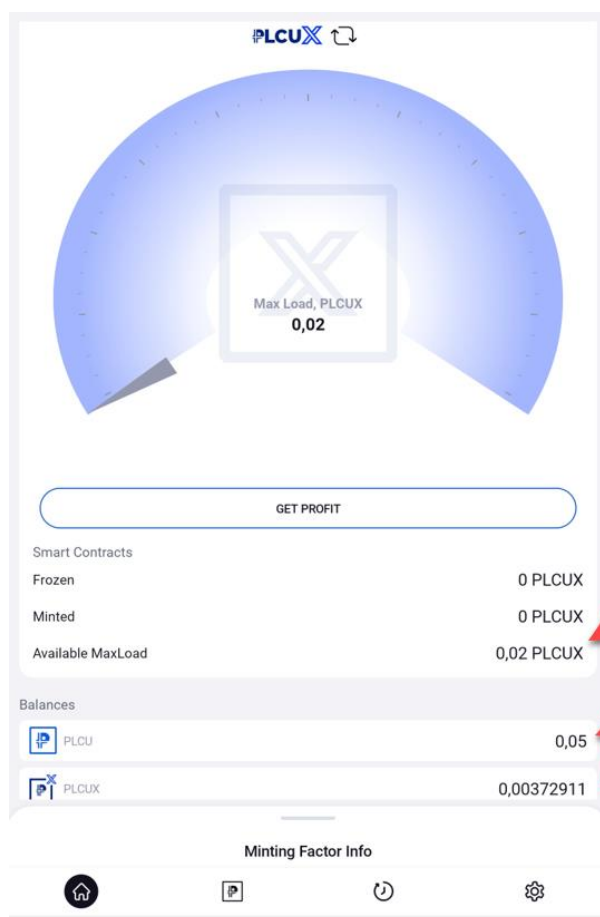 PLCUX
Max Load, PLCUX
0,02
GET PROFIT
Smart Contracts
Frozen 0 PLCUX
Minted 0 PLCUX
Available MaxLoad 0,02 PLCUX
Balances
PLCU 0,05
PLCUX 0,00372911
Minting Factor Info